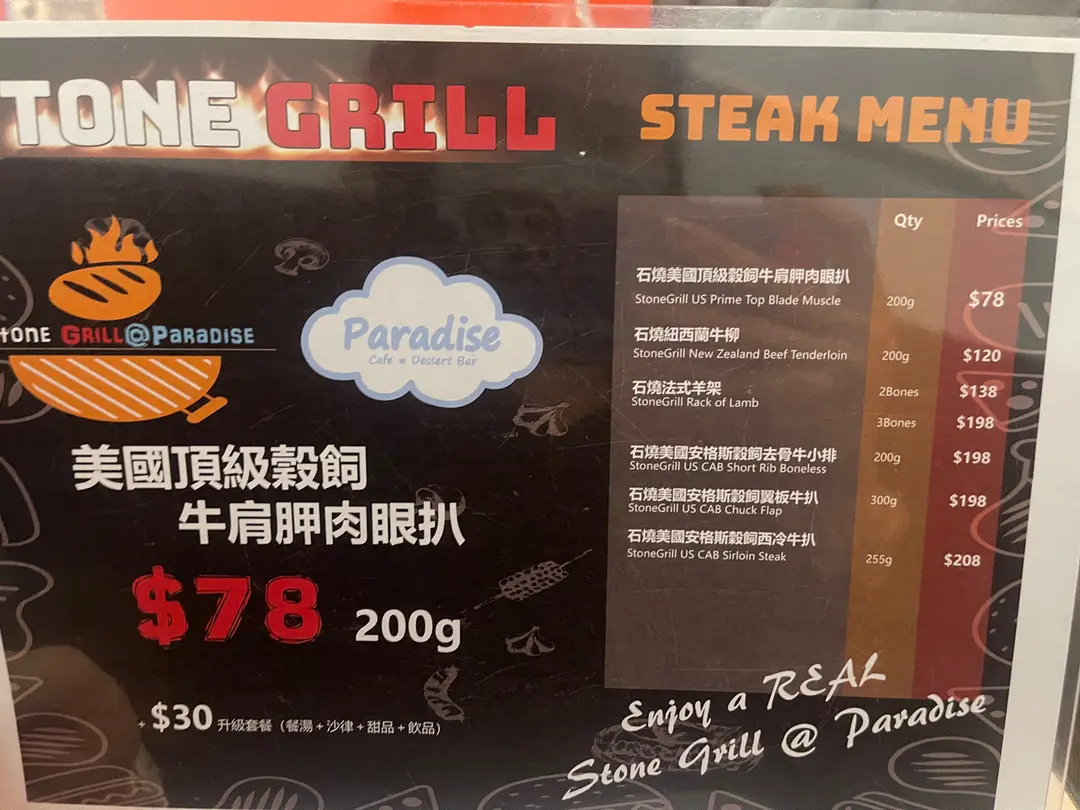 TONE GRILL
STEAK MENU
TONE GRILL@PARADISE
Paradise
Cafe Dessert Bar
美國頂級穀飼
牛肩胛肉眼扒
$78 200g
+ $30 升級套餐（餐湯+沙律+甜品+飲品）
Qty Prices
石燒美國頂級穀飼牛肩胛肉眼扒
StoneGrill US Prime Top Blade Muscle 200g $78
石燒紐西蘭牛柳
StoneGrill New Zealand Beef Tenderloin 200g $120
石燒法式羊架
StoneGrill Rack of Lamb 2Bones $138
3Bones $198
石燒美國安格斯穀飼去骨牛小排
StoneGrill US CAB Short Rib Boneless 200g $198
石燒美國安格斯穀飼翼板牛扒
StoneGrill US CAB Chuck Flap 300g $198
石燒美國安格斯穀飼西冷牛扒
StoneGrill US CAB Sirloin Steak 255g $208
Enjoy a REAL
Stone Grill @ Paradise